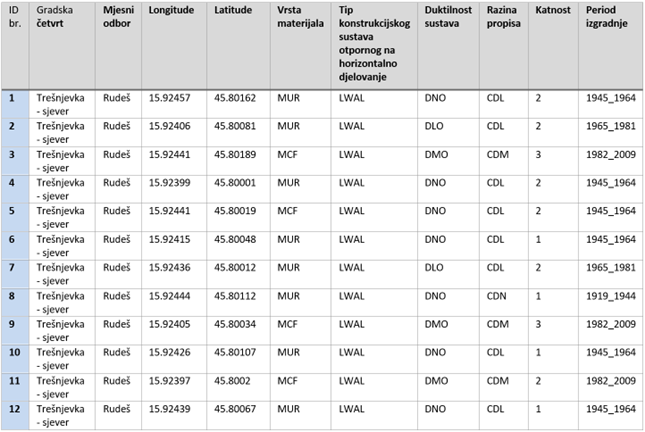 ID br. | Gradska četvrt | Mjesni odbor | Longitude | Latitude | Vrsta materijala | Tip konstrukcijskog sustava otpornog na horizontalno djelovanje | Duktilnost sustava | Razina propisa | Katnost | Period izgradnje
1 | Trešnjevka - sjever | Rudeš | 15.92457 | 45.80162 | MUR | LWAL | DNO | CDL | 2 | 1945_1964
2 | Trešnjevka - sjever | Rudeš | 15.92406 | 45.80081 | MUR | LWAL | DLO | CDL | 2 | 1965_1981
3 | Trešnjevka - sjever | Rudeš | 15.92441 | 45.80189 | MCF | LWAL | DMO | CDM | 3 | 1982_2009
4 | Trešnjevka - sjever | Rudeš | 15.92399 | 45.80001 | MUR | LWAL | DNO | CDL | 2 | 1945_1964
5 | Trešnjevka - sjever | Rudeš | 15.92441 | 45.80019 | MCF | LWAL | DNO | CDL | 2 | 1945_1964
6 | Trešnjevka - sjever | Rudeš | 15.92415 | 45.80048 | MUR | LWAL | DNO | CDL | 1 | 1945_1964
7 | Trešnjevka - sjever | Rudeš | 15.92436 | 45.80012 | MUR | LWAL | DLO | CDL | 2 | 1965_1981
8 | Trešnjevka - sjever | Rudeš | 15.92444 | 45.80112 | MUR | LWAL | DNO | CDN | 1 | 1919_1944
9 | Trešnjevka - sjever | Rudeš | 15.92405 | 45.80034 | MCF | LWAL | DMO | CDM | 3 | 1982_2009
10 | Trešnjevka - sjever | Rudeš | 15.92426 | 45.80107 | MUR | LWAL | DNO | CDL | 1 | 1945_1964
11 | Trešnjevka - sjever | Rudeš | 15.92397 | 45.8002 | MCF | LWAL | DMO | CDM | 2 | 1982_2009
12 | Trešnjevka - sjever | Rudeš | 15.92439 | 45.80067 | MUR | LWAL | DNO | CDL | 1 | 1945_1964